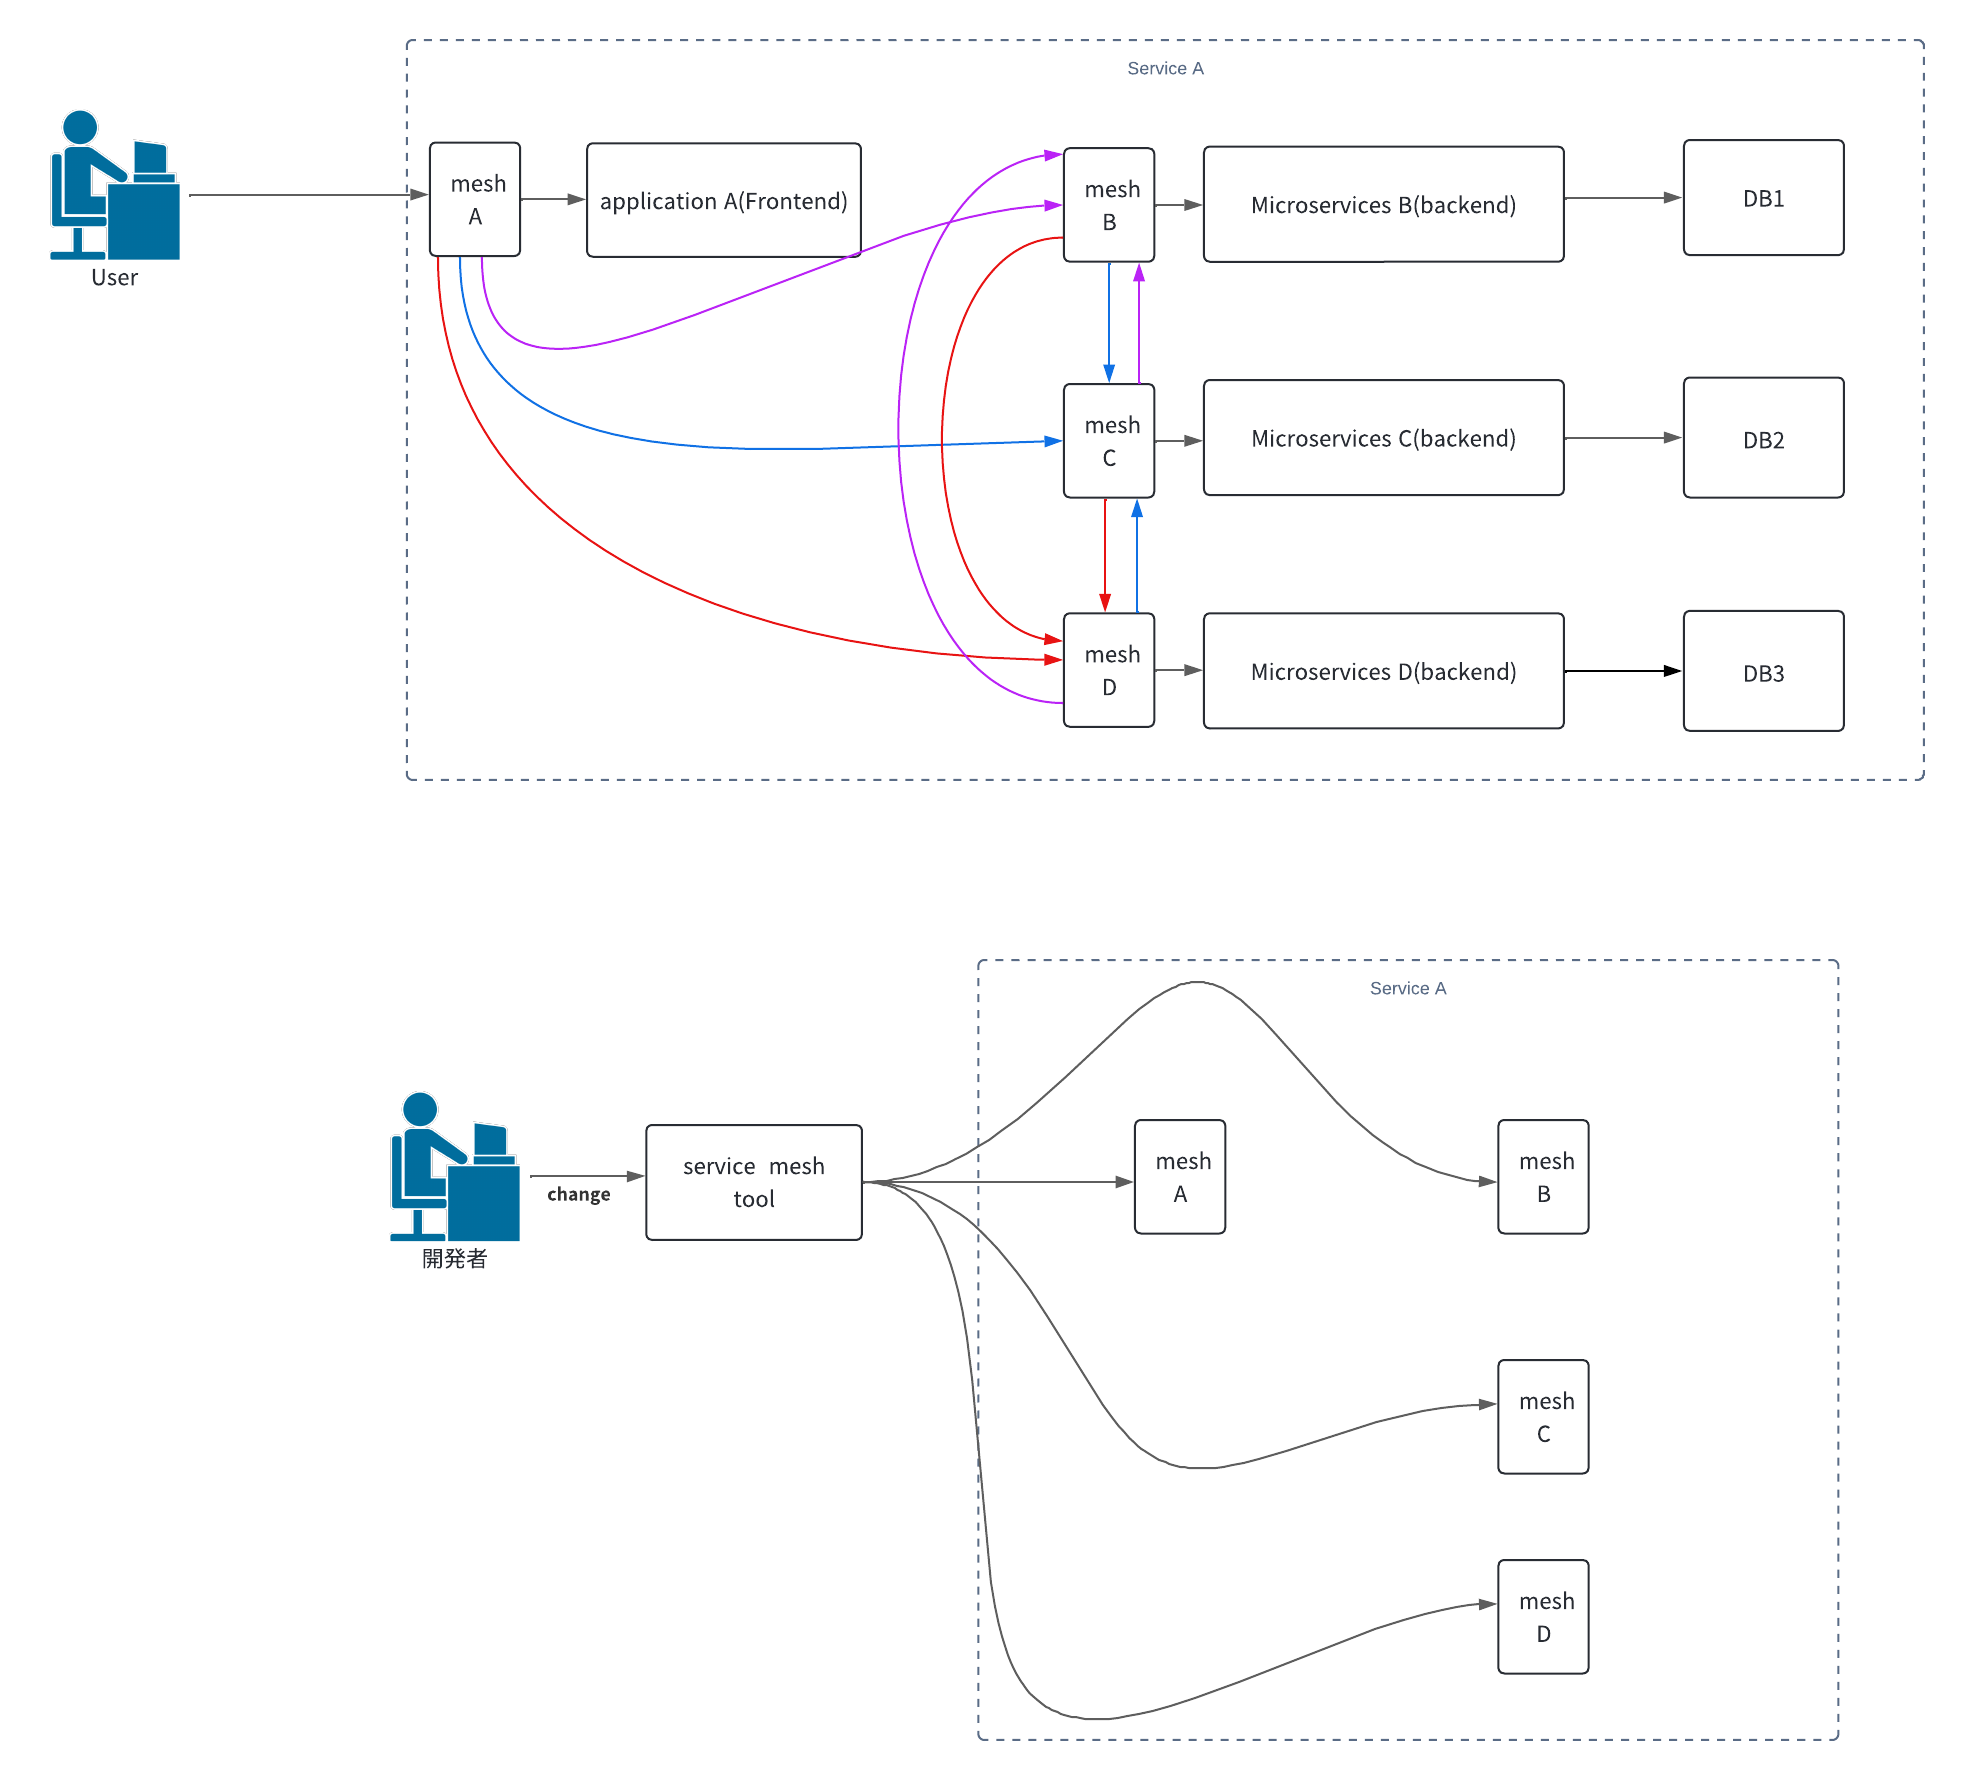 Service A
User
mesh
A
application A(Frontend)
mesh
B
Microservices B(backend)
DB1
mesh
C
Microservices C(backend)
DB2
mesh
D
Microservices D(backend)
DB3
Service A
開発者
change
service mesh
tool
mesh
A
mesh
B
mesh
C
mesh
D